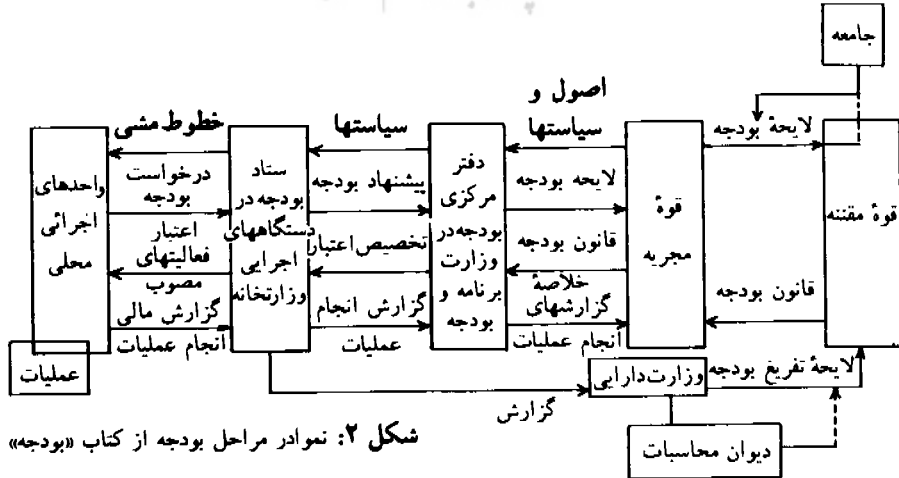 جامعه
لایحهٔ بودجه
قوهٔ مقننه
قانون بودجه
اصول و
سیاستها
قوهٔ
مجریه
لایحه بودجه
قانون بودجه
خلاصهٔ
گزارشهای
انجام عملیات
سیاستها
دفتر
مرکزی
بودجه در
وزارت
برنامه و
بودجه
پیشنهاد بودجه
تخصیص اعتبار
گزارش انجام
عملیات
خطوط مشی
ستاد
بودجه در
دستگاههای
اجرایی
وزارتخانه
درخواست
بودجه
اعتبار
فعالیتهای
مصوب
گزارش مالی
انجام عملیات
واحدهای
اجرائی
محلی
عملیات
وزارت دارایی
لایحهٔ تفریغ بودجه
گزارش
دیوان محاسبات
شکل ۲: نموادر مراحل بودجه از کتاب «بودجه»